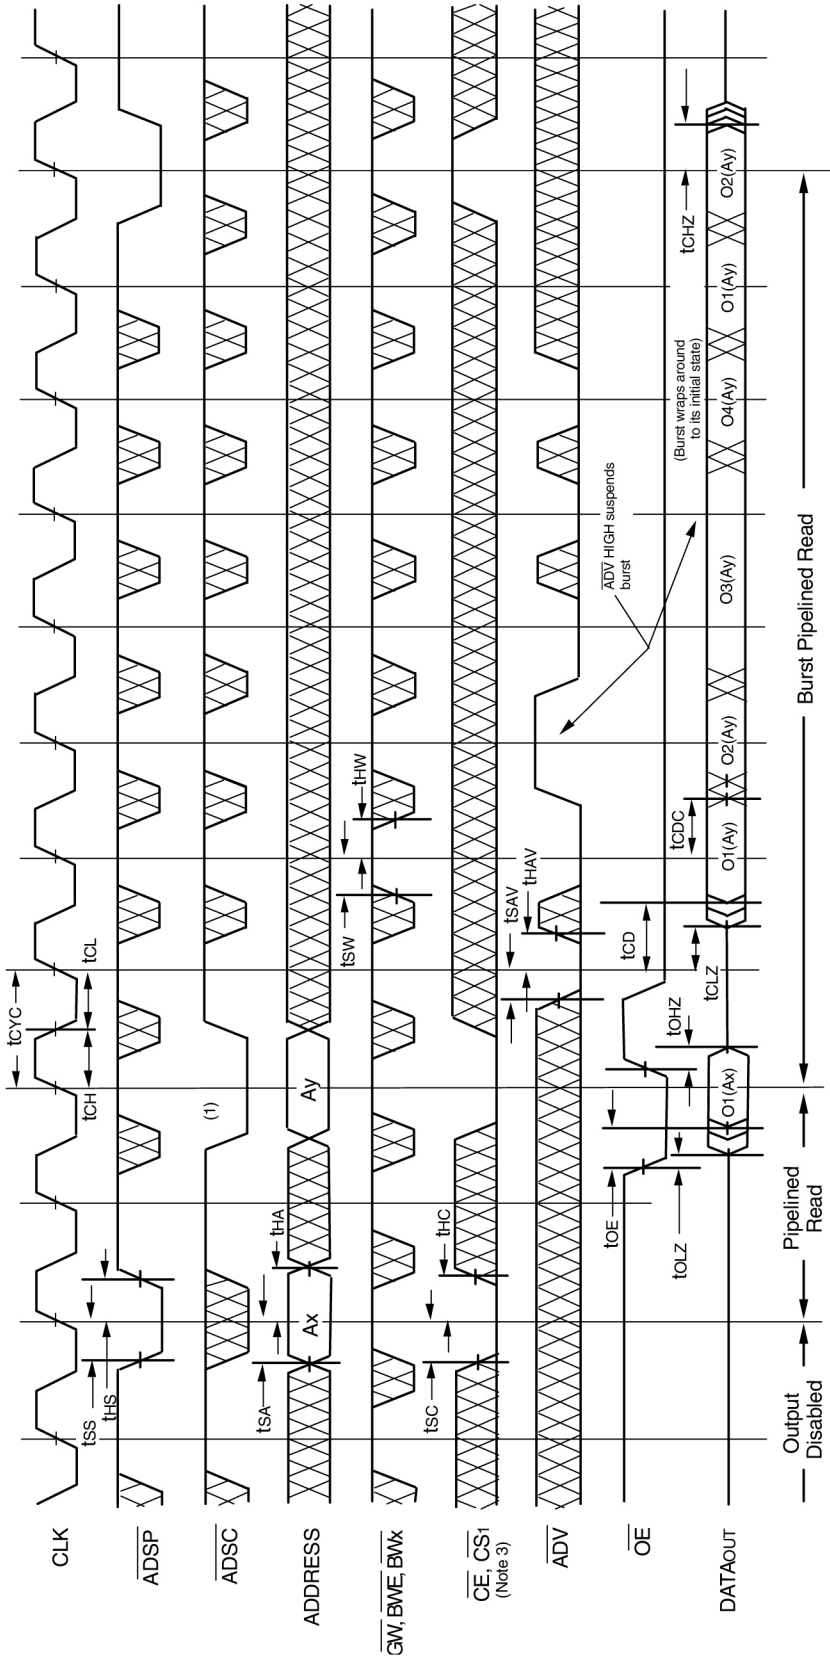 CLK
tCYC
tCH
tCL
ADSP
tSS
tHS
ADSC
(1)
ADDRESS
tSA
Ax
tHA
Ay
GW, BWE, BWx
tSW
tHW
CE, CS1
(Note 3)
tSC
tHC
ADV
tSAV
tHAV
ADV HIGH suspends
burst
OE
tOE
tOLZ
tOHZ
tCD
tCLZ
tCDC
tCHZ
(Burst wraps around
to its initial state)
DATAOUT
O1(Ax)
O1(Ay)
O2(Ay)
O3(Ay)
O4(Ay)
O1(Ay)
O2(Ay)
Output
Disabled
Pipelined
Read
Burst Pipelined Read